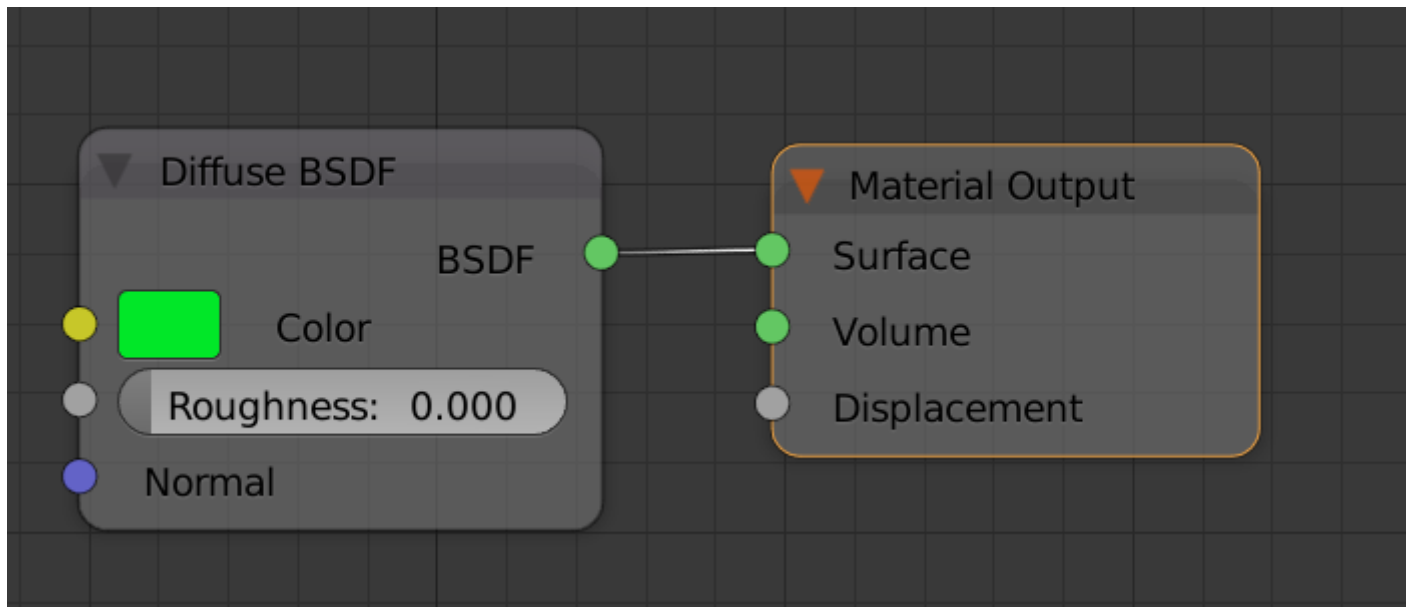 Diffuse BSDF
BSDF
Color
Roughness: 0.000
Normal
Material Output
Surface
Volume
Displacement